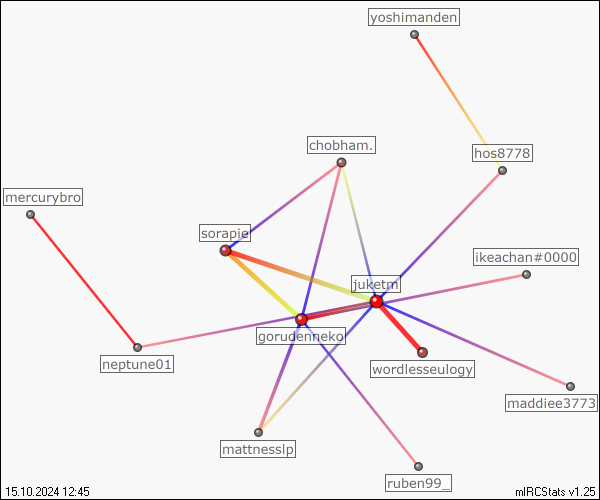 yoshimanden
chobham.
hos8778
mercurybro
sorapie
ikeachan#0000
juketm
gorudenneko
neptune01
wordlesseulogy
maddiee3773
mattnesslp
ruben99_
15.10.2024 12:45
mIRCStats v1.25